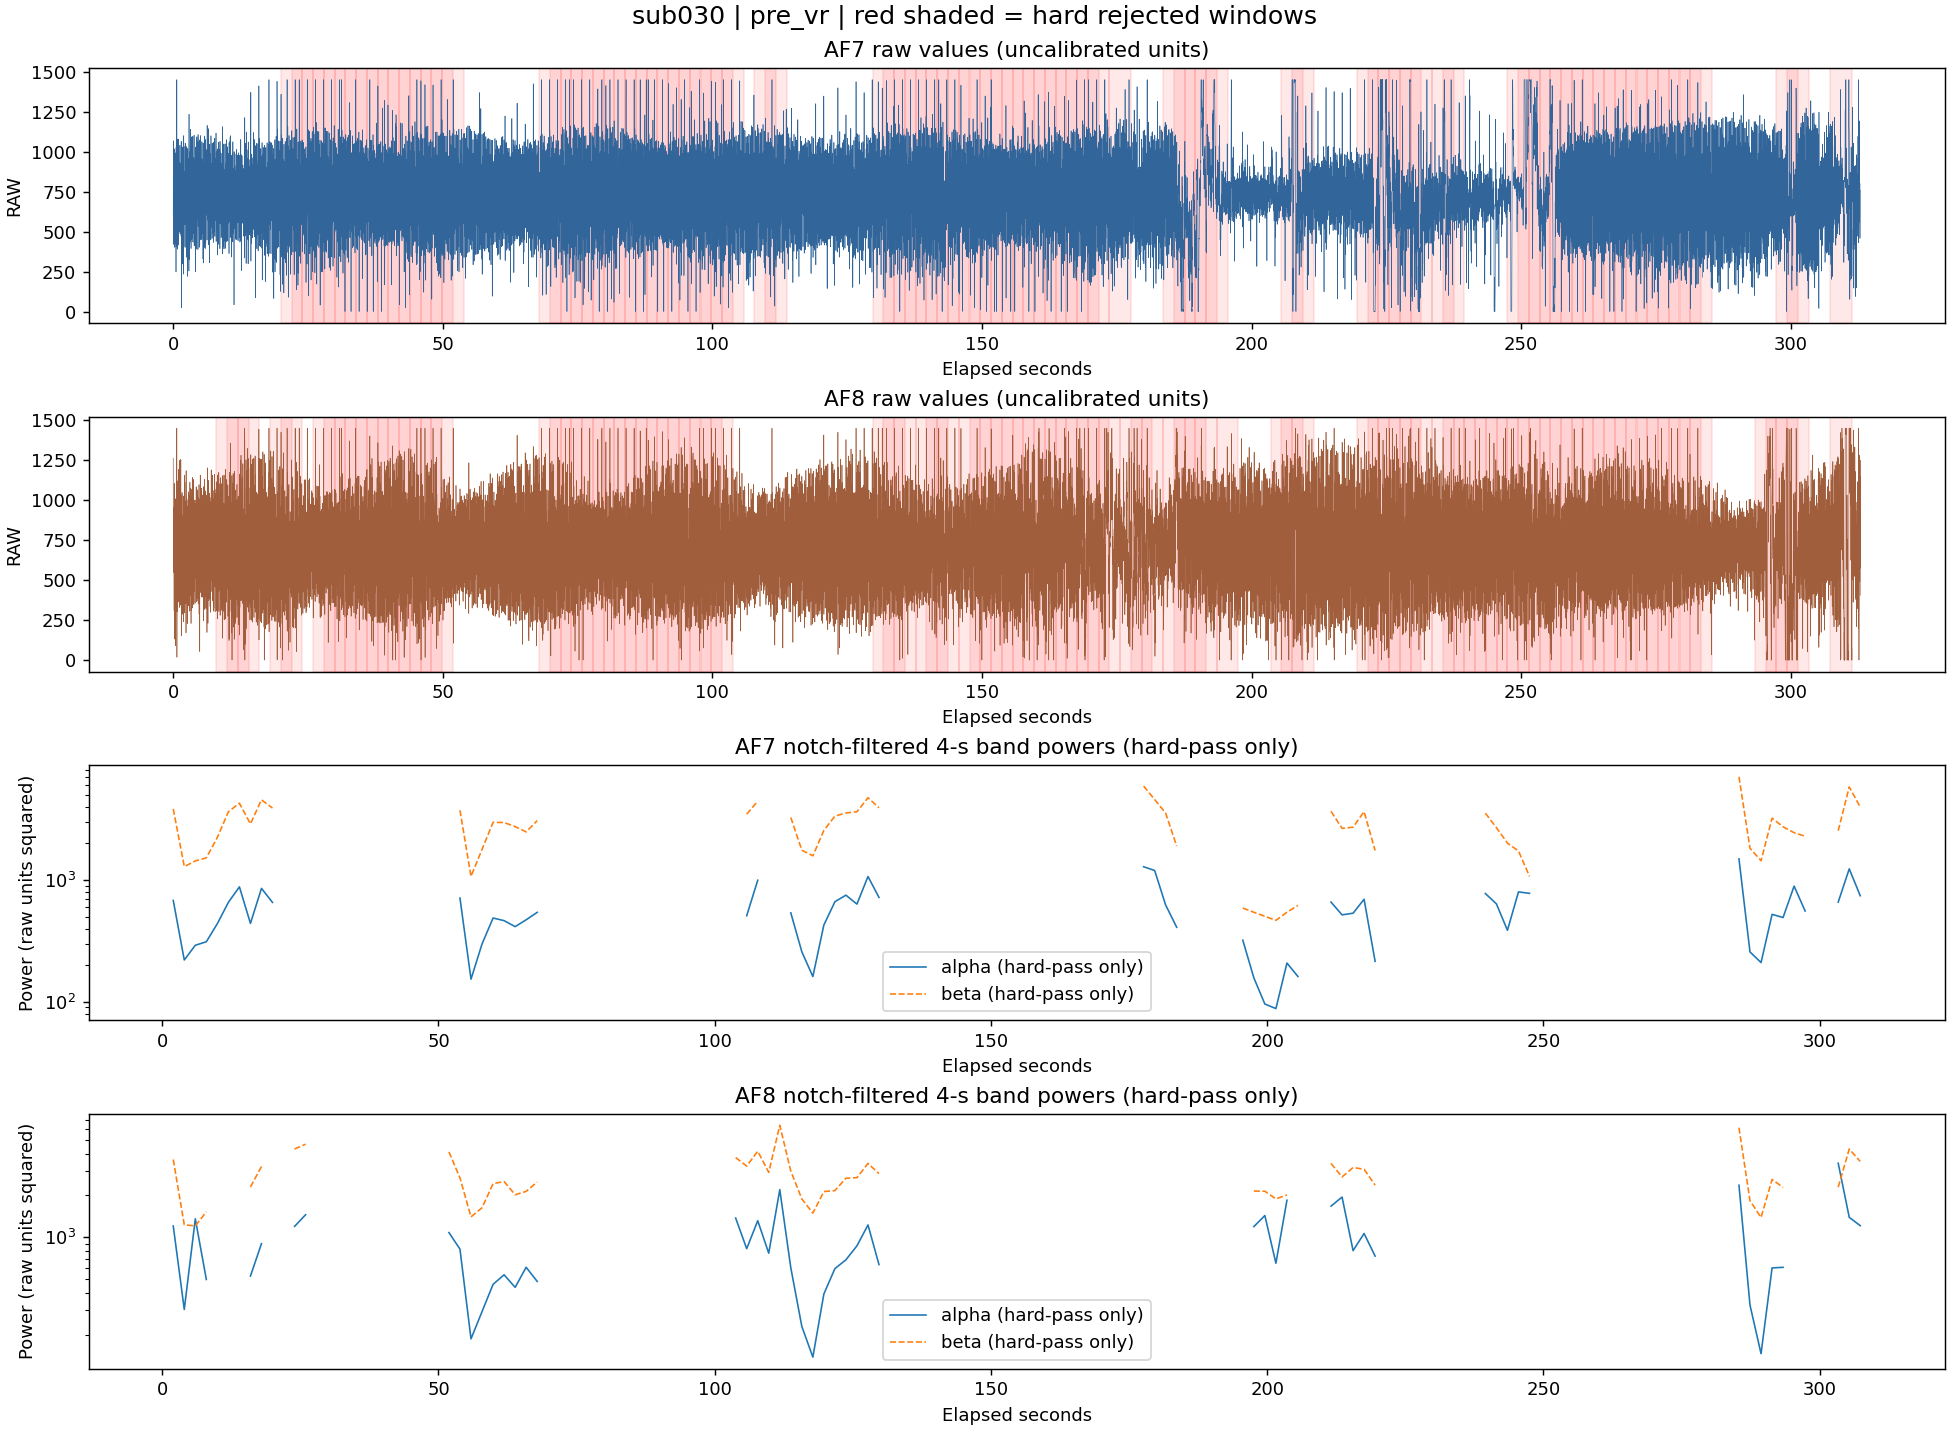 sub030 | pre_vr | red shaded = hard rejected windows
AF7 raw values (uncalibrated units)
1500
1250
1000
750
500
250
0
RAW
0 50 100 150 200 250 300
Elapsed seconds
AF8 raw values (uncalibrated units)
1500
1250
1000
750
500
250
0
RAW
0 50 100 150 200 250 300
Elapsed seconds
AF7 notch-filtered 4-s band powers (hard-pass only)
10³
10²
Power (raw units squared)
alpha (hard-pass only)
beta (hard-pass only)
0 50 100 150 200 250 300
Elapsed seconds
AF8 notch-filtered 4-s band powers (hard-pass only)
10³
Power (raw units squared)
alpha (hard-pass only)
beta (hard-pass only)
0 50 100 150 200 250 300
Elapsed seconds